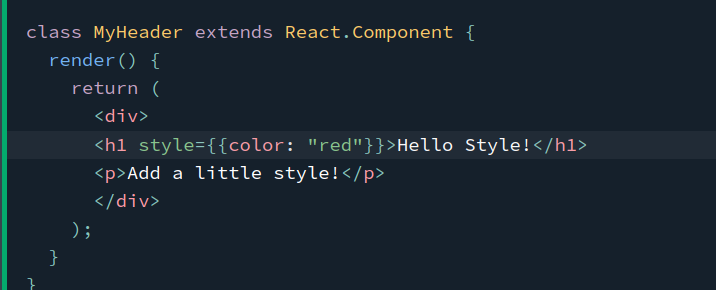 class MyHeader extends React.Component {
  render() {
    return (
      <div>
      <h1 style={{color: "red"}}>Hello Style!</h1>
      <p>Add a little style!</p>
      </div>
    );
  }
}